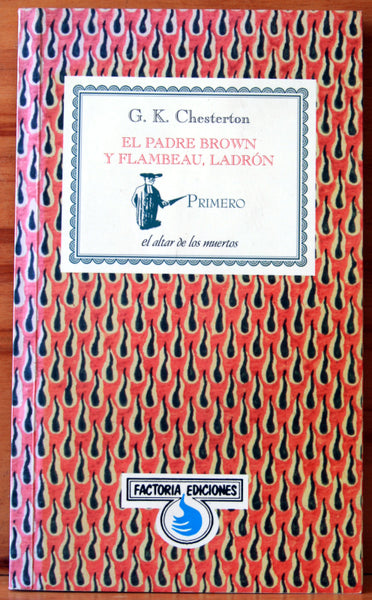 G. K. Chesterton
EL PADRE BROWN
Y FLAMBEAU, LADRÓN
PRIMERO
el altar de los muertos
FACTORIA EDICIONES